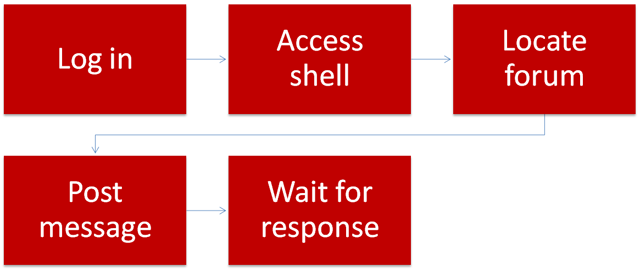 Log in
Access
shell
Locate
forum
Post
message
Wait for
response